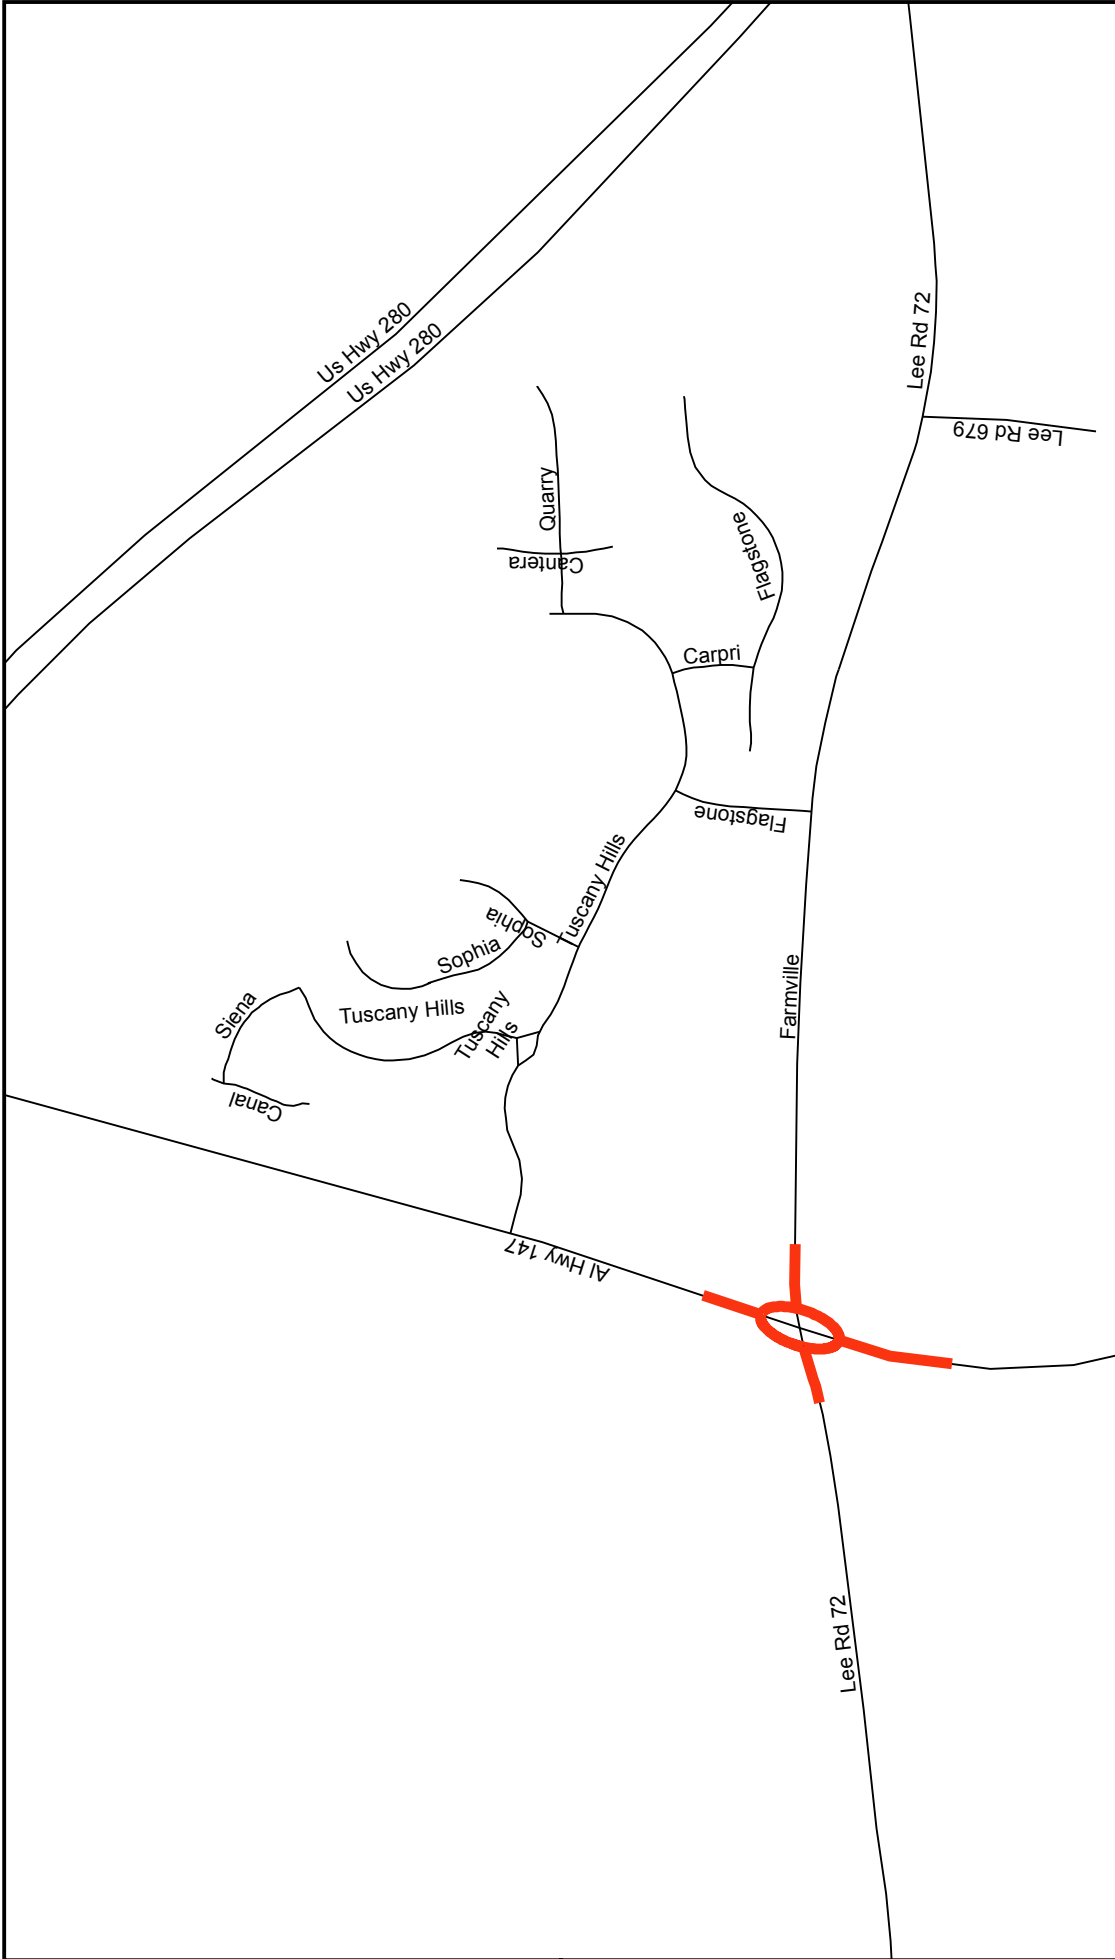 Us Hwy 280
Us Hwy 280
Lee Rd 72
Lee Rd 679
Quarry
Flagstone
Cantera
Carpri
Flagstone
Tuscany Hills
Sophia
Sophia
Farmville
Siena
Tuscany Hills
Tuscany
Hills
Canal
Al Hwy 147
Lee Rd 72